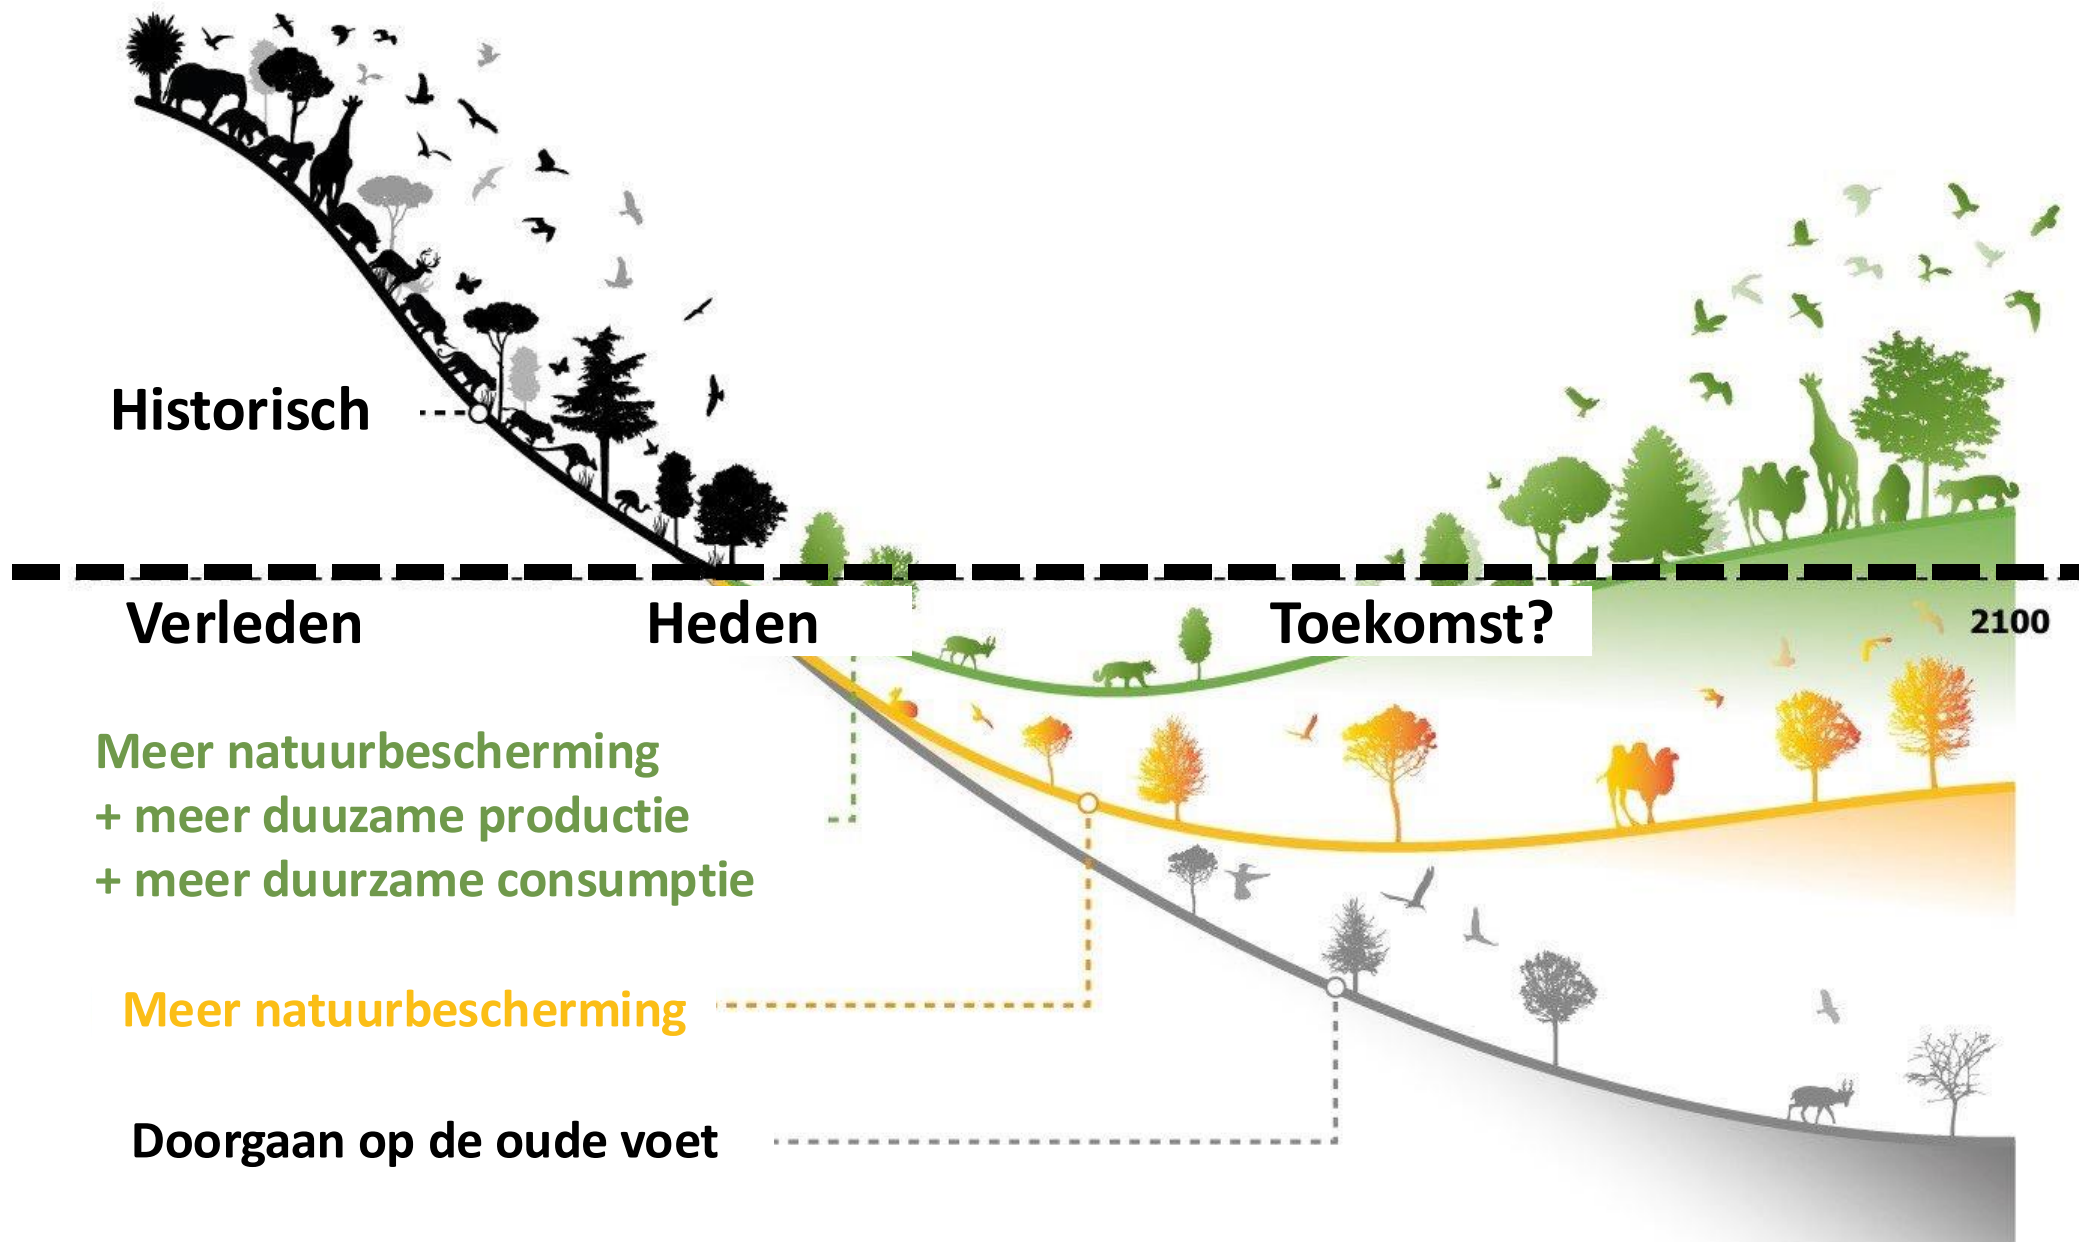 Historisch
Verleden
Heden
Toekomst?
2100
Meer natuurbescherming
+ meer duuzame productie
+ meer duurzame consumptie
Meer natuurbescherming
Doorgaan op de oude voet